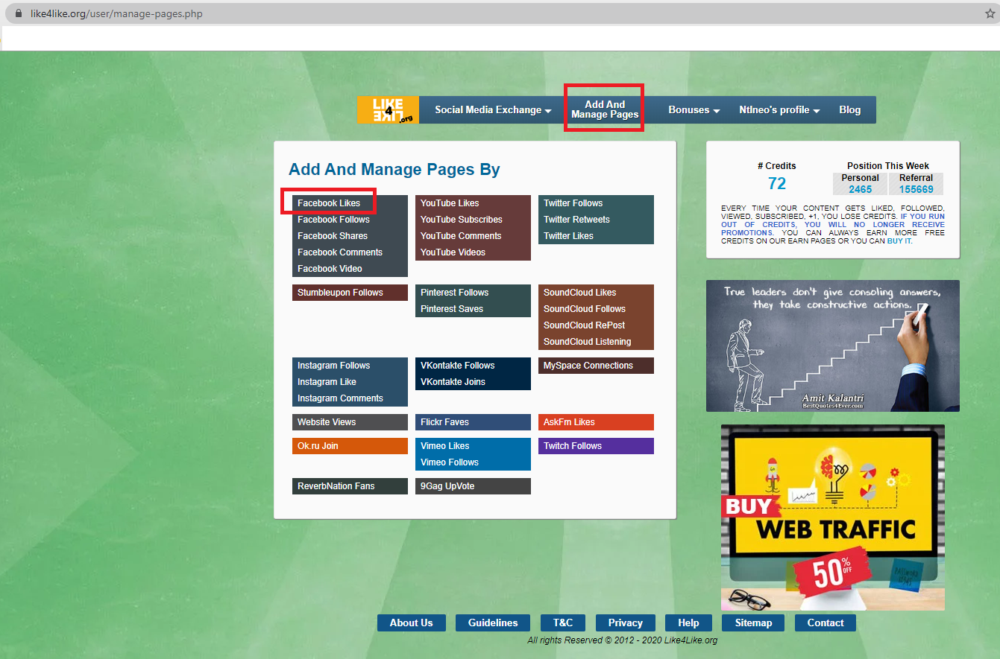 like4like.org/user/manage-pages.php
LIKE
4
LIKE
.org
Social Media Exchange
Add And
Manage Pages
Bonuses
Ntlneo's profile
Blog
Add And Manage Pages By
Facebook Likes
Facebook Follows
Facebook Shares
Facebook Comments
Facebook Video
YouTube Likes
YouTube Subscribes
YouTube Comments
YouTube Videos
Twitter Follows
Twitter Retweets
Twitter Likes
Stumbleupon Follows
Pinterest Follows
Pinterest Saves
SoundCloud Likes
SoundCloud Follows
SoundCloud RePost
SoundCloud Listening
Instagram Follows
Instagram Like
Instagram Comments
VKontakte Follows
VKontakte Joins
MySpace Connections
Website Views
Flickr Faves
AskFm Likes
Ok.ru Join
Vimeo Likes
Vimeo Follows
Twitch Follows
ReverbNation Fans
9Gag UpVote
# Credits
72
Position This Week
Personal
2465
Referral
155669
EVERY TIME YOUR CONTENT GETS LIKED, FOLLOWED,
VIEWED, SUBSCRIBED, +1, YOU LOSE CREDITS. IF YOU RUN
OUT OF CREDITS, YOU WILL NO LONGER RECEIVE
PROMOTIONS. YOU CAN ALWAYS EARN MORE FREE
CREDITS ON OUR EARN PAGES OR YOU CAN BUY IT.
True leaders don't give consoling answers,
they take constructive actions.
Amit Kalantri
BestQuotes4Ever.com
BUY
WEB TRAFFIC
50% OFF
About Us
Guidelines
T&C
Privacy
Help
Sitemap
Contact
All rights Reserved © 2012 - 2020 Like4Like.org